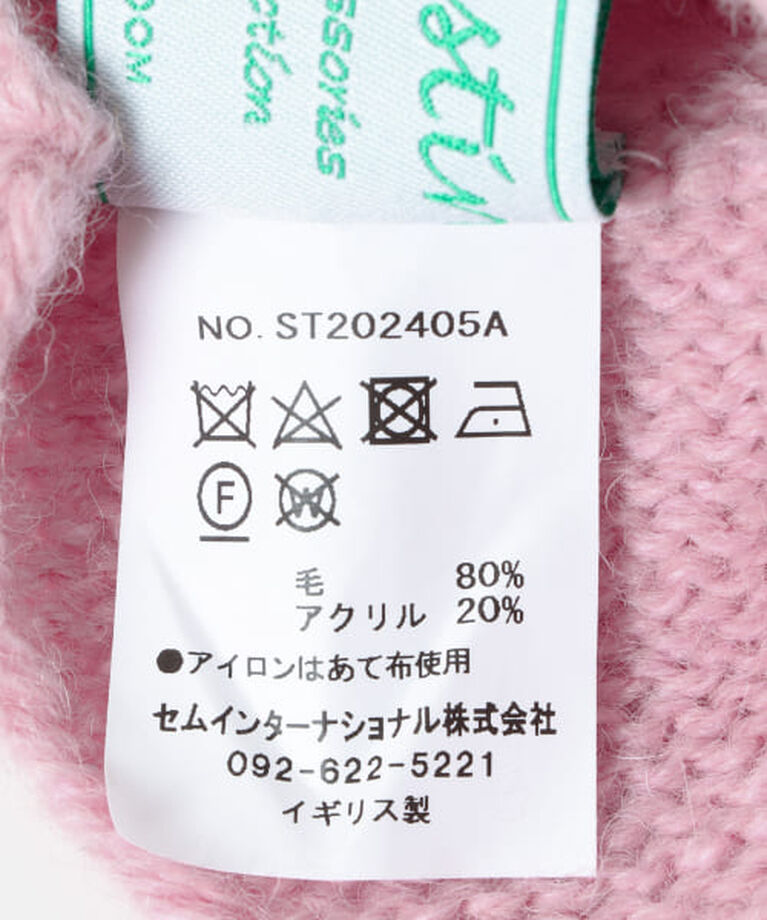 NO. ST202405A
F
W
毛 80%
アクリル 20%
●アイロンはあて布使用
セムインターナショナル株式会社
092-622-5221
イギリス製